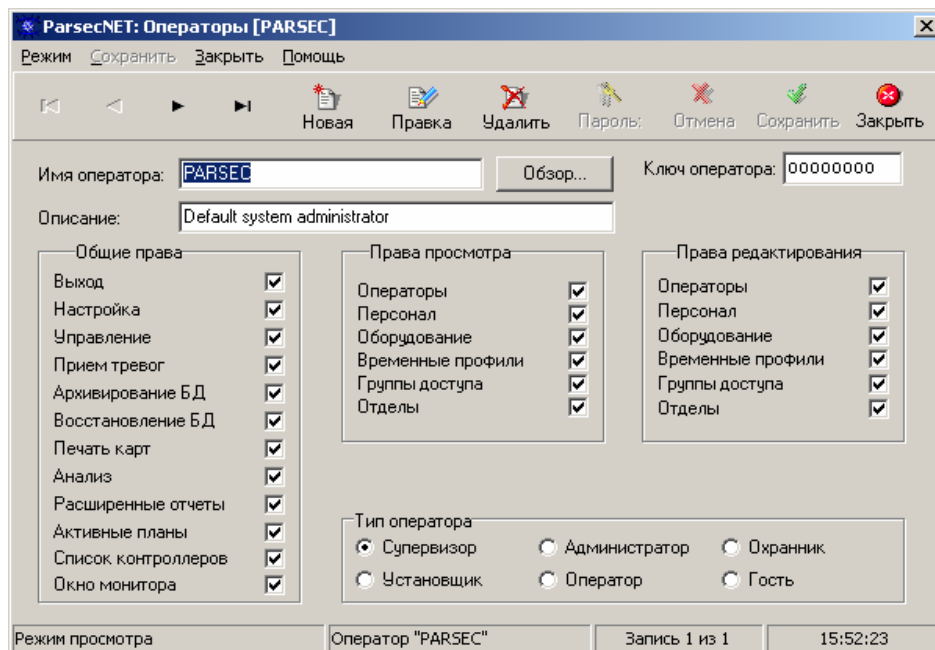 ParsecNET: Операторы [PARSEC]
Режим Сохранить Закрыть Помощь
Новая Правка Удалить Пароль: Отмена Сохранить Закрыть
Имя оператора: PARSEC Обзор... Ключ оператора: 00000000
Описание: Default system administrator
Общие права
Выход
Настройка
Управление
Прием тревог
Архивирование БД
Восстановление БД
Печать карт
Анализ
Расширенные отчеты
Активные планы
Список контроллеров
Окно монитора
Права просмотра
Операторы
Персонал
Оборудование
Временные профили
Группы доступа
Отделы
Права редактирования
Операторы
Персонал
Оборудование
Временные профили
Группы доступа
Отделы
Тип оператора
Супервизор Администратор Охранник
Установщик Оператор Гость
Режим просмотра Оператор "PARSEC" Запись 1 из 1 15:52:23